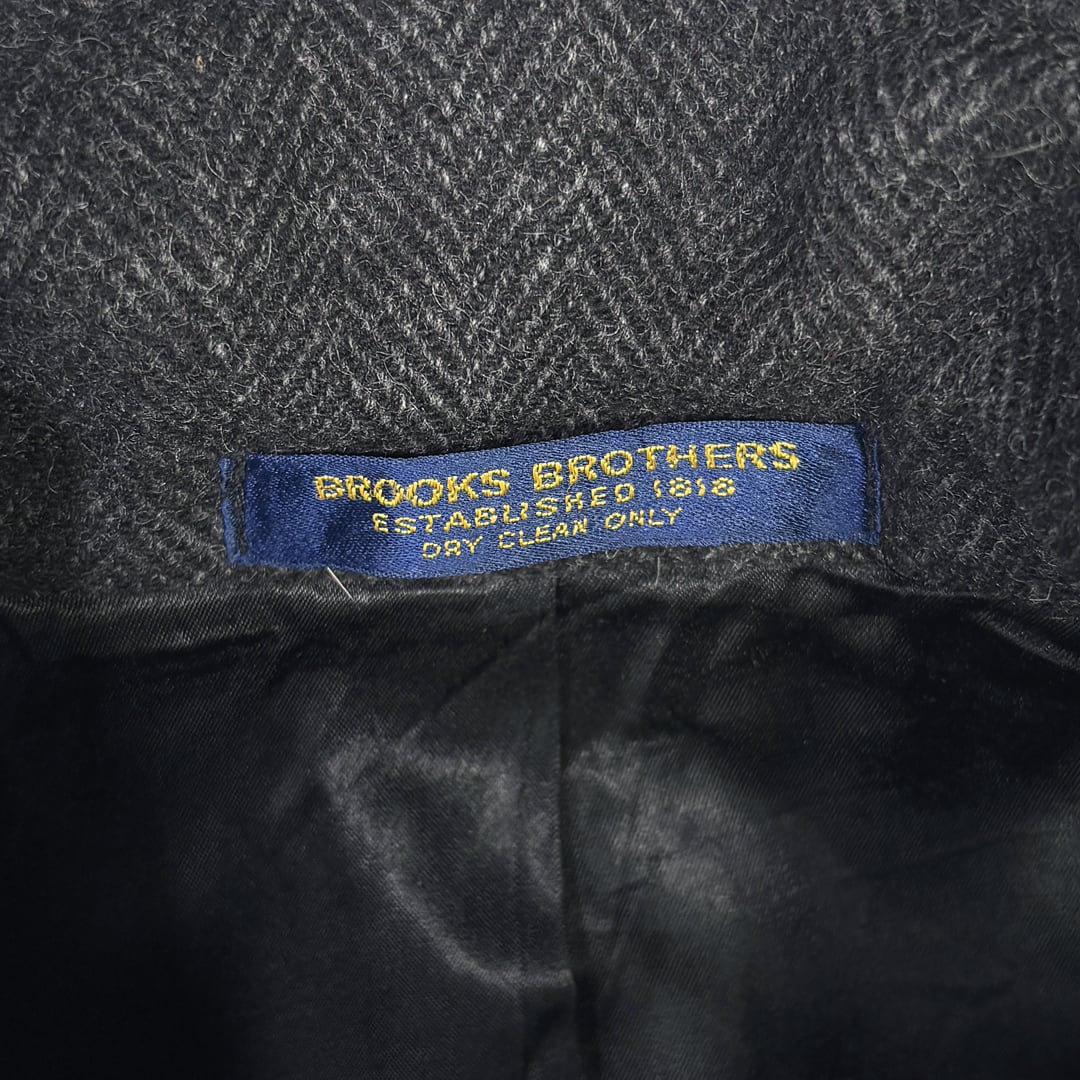 BROOKS BROTHERS
ESTABLISHED 1818
DRY CLEAN ONLY